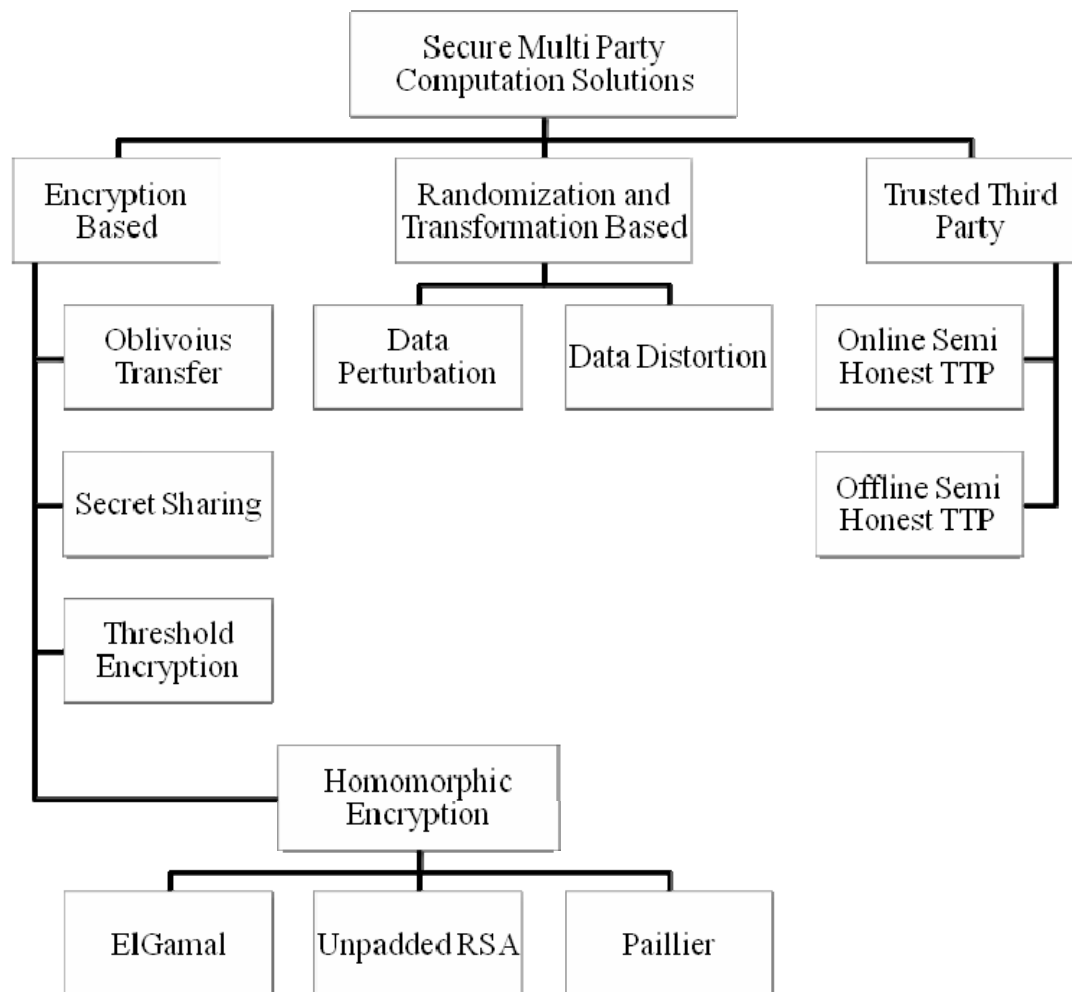 Secure Multi Party
Computation Solutions
Encryption
Based
Randomization and
Transformation Based
Trusted Third
Party
Oblivoius
Transfer
Data
Perturbation
Data Distortion
Online Semi
Honest TTP
Secret Sharing
Offline Semi
Honest TTP
Threshold
Encryption
Homomorphic
Encryption
ElGamal
Unpadded RSA
Paillier